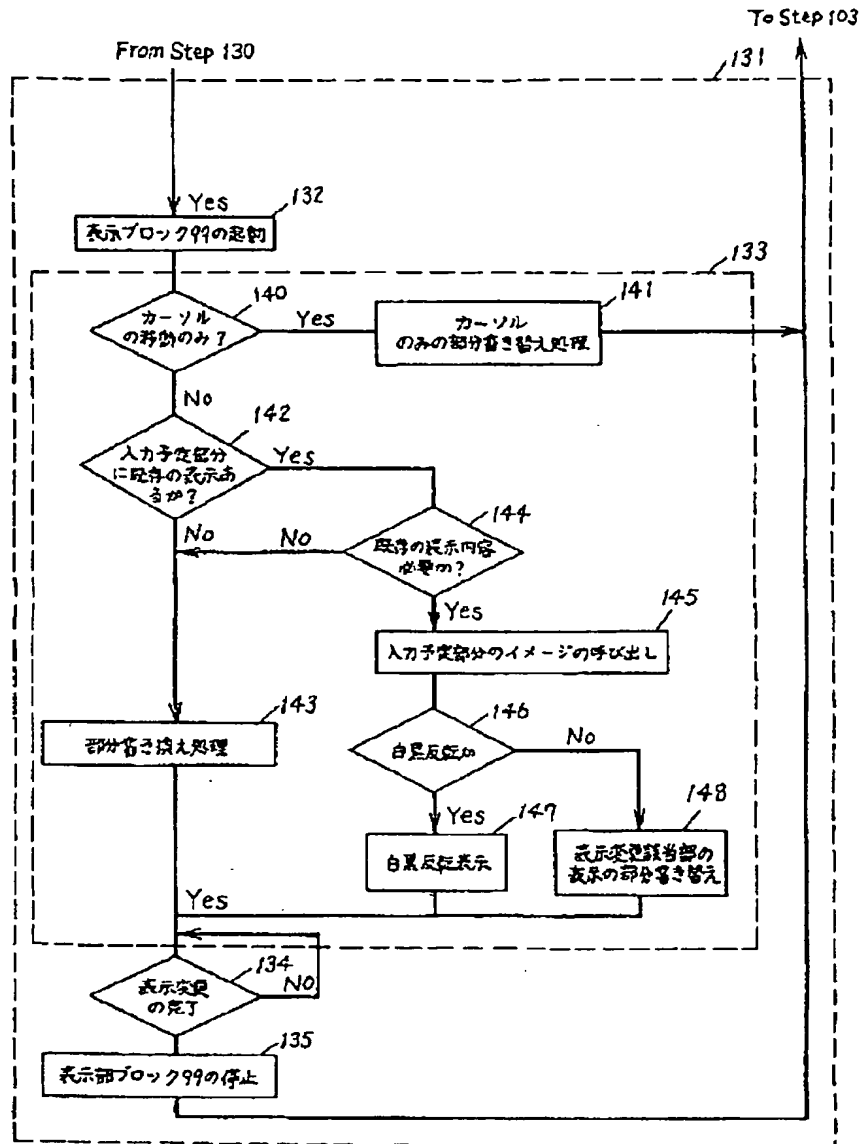 To Step 103
From Step 130
131
Yes
132
表示ブロック99の起動
133
140
カーソル
の移動のみ?
Yes
141
カーソル
のみの部分書き替え処理
No
142
入力予定部分
に既存の表示あ
るか?
Yes
144
No
No
既存の表示内容
必要か?
Yes
145
入力予定部分のイメージの呼び出し
143
部分書き換え処理
146
白黒反転か
No
Yes
147
148
白黒反転表示
表示変更該当部の
表示の部分書き替え
Yes
134
No
表示変更
の完了
135
表示部ブロック99の停止